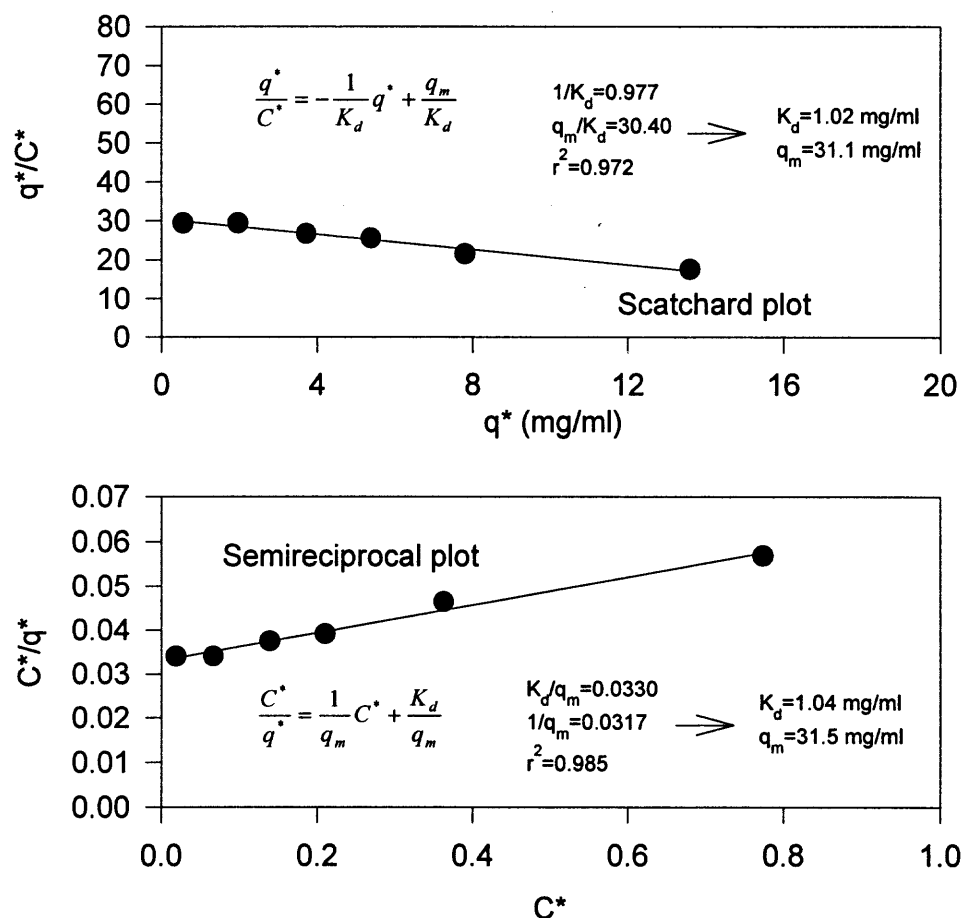 80
70
60
50
40
30
20
10
0
q*/C*
q*/C* = -1/K_d q* + q_m/K_d
1/K_d=0.977
q_m/K_d=30.40
r^2=0.972
K_d=1.02 mg/ml
q_m=31.1 mg/ml
Scatchard plot
0 4 8 12 16 20
q* (mg/ml)
0.07
0.06
0.05
0.04
0.03
0.02
0.01
0.00
C*/q*
Semireciprocal plot
C*/q* = 1/q_m C* + K_d/q_m
K_d/q_m=0.0330
1/q_m=0.0317
r^2=0.985
K_d=1.04 mg/ml
q_m=31.5 mg/ml
0.0 0.2 0.4 0.6 0.8 1.0
C*